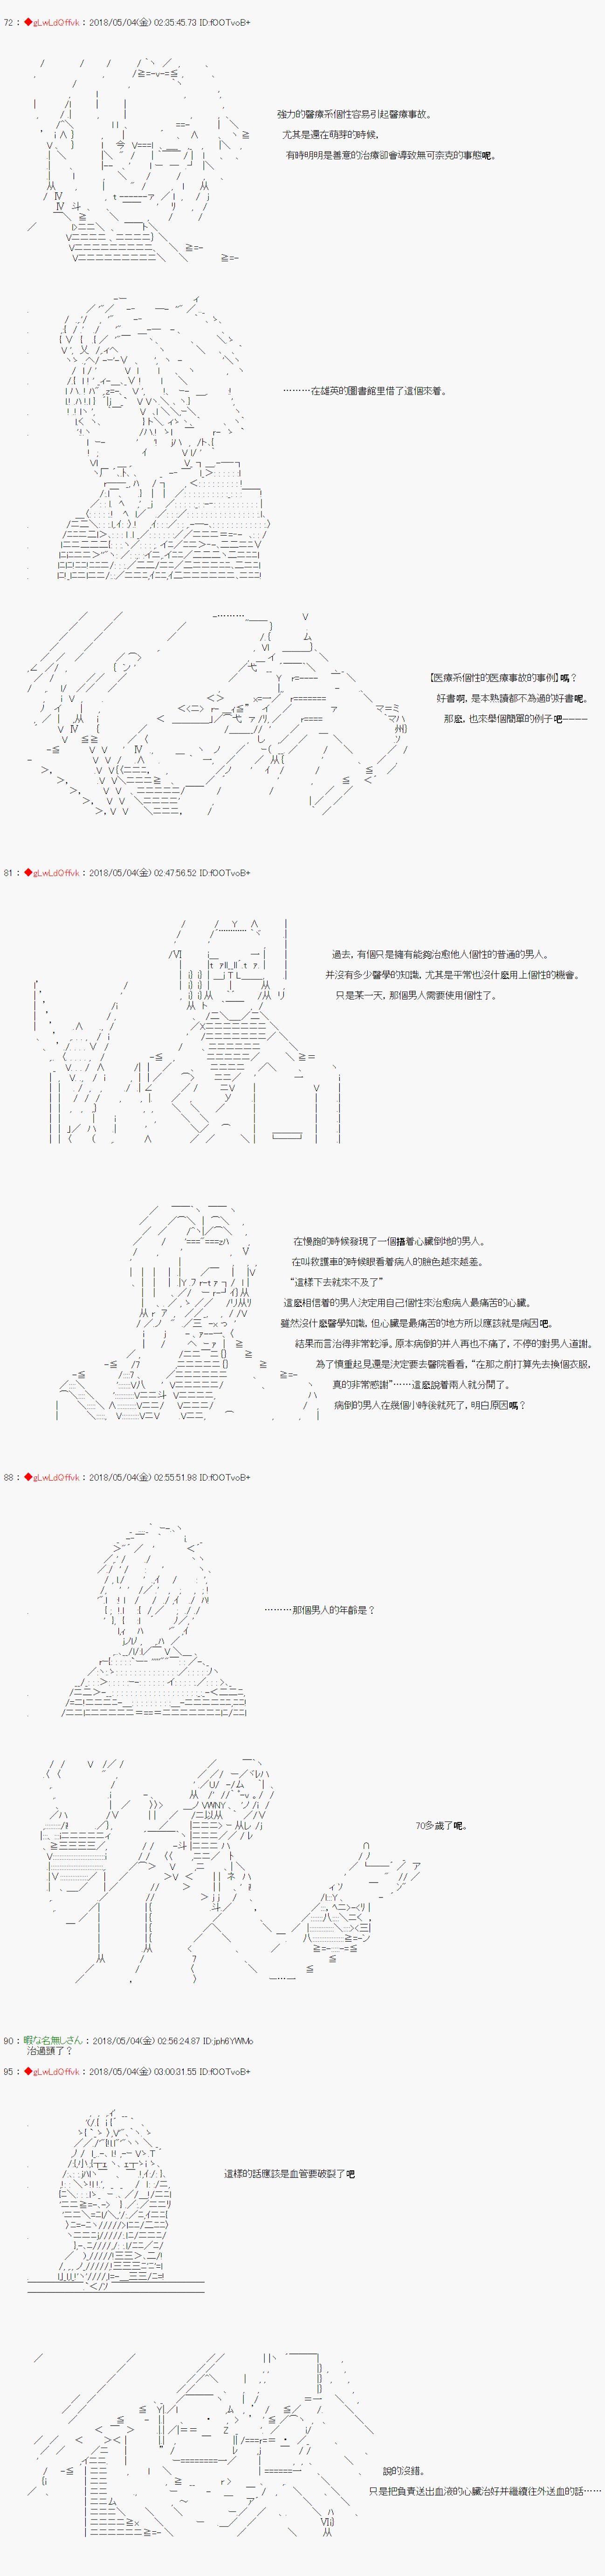 72 : ◆gLwLdOffvk : 2018/05/04(金) 02:35:45.73 ID:fOOTvoB+
強力的醫療系個性容易引起醫療事故。
尤其是還在萌芽的時候，
有時明明是善意的治療卻會導致無可奈克的事態呢。
………在雄英的圖書館里借了這個來着。
【医療系個性的医療事故的事例】嗎？
好書啊，是本熟讀都不為過的好書呢。
那麽，也來舉個簡單的例子吧━━━━
81 : ◆gLwLdOffvk : 2018/05/04(金) 02:47:56.52 ID:fOOTvoB+
過去，有個只是擁有能夠治愈他人個性的普通的男人。
并沒有多少醫學的知識，尤其是平常也沒什麽用上個性的機會。
只是某一天，那個男人需要使用個性了。
在慢跑的時候發現了一個捂着心臟倒地的男人。
在叫救護車的時候眼看着病人的臉色越來越差。
“這樣下去就來不及了”
這麽相信着的男人決定用自己個性來治愈病人最痛苦的心臟。
雖然沒什麽醫學知識，但心臟是最痛苦的地方所以應該就是病因吧。
結果而言治得非常乾淨。原本病倒的并人再也不痛了，不停的對男人道謝。
為了慎重起見還是決定要去醫院看看，“在那之前打算先去換個衣服，
真的非常感謝”……這麽說着兩人就分開了。
病倒的男人在幾個小時後就死了，明白原因嗎？
88 : ◆gLwLdOffvk : 2018/05/04(金) 02:55:51.98 ID:fOOTvoB+
………那個男人的年齡是？
70多歲了呢。
90 : 暇な名無しさん : 2018/05/04(金) 02:56:24.87 ID:jph6YWMo
治過頭了？
95 : ◆gLwLdOffvk : 2018/05/04(金) 03:00:31.55 ID:fOOTvoB+
這樣的話應該是血管要破裂了吧
說的沒錯。
只是把負責送出血液的心臟治好并繼續往外送血的話……